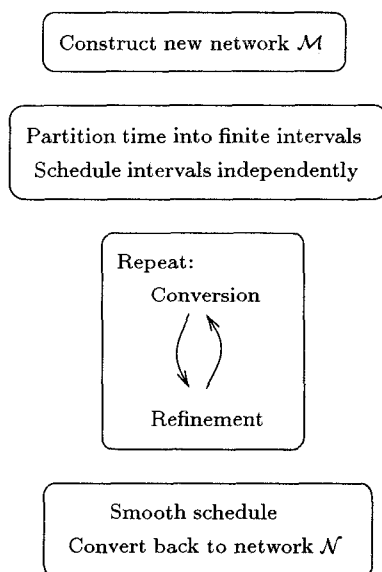 Construct new network ℳ
Partition time into finite intervals
Schedule intervals independently
Repeat:
Conversion
Refinement
Smooth schedule
Convert back to network 𝒩